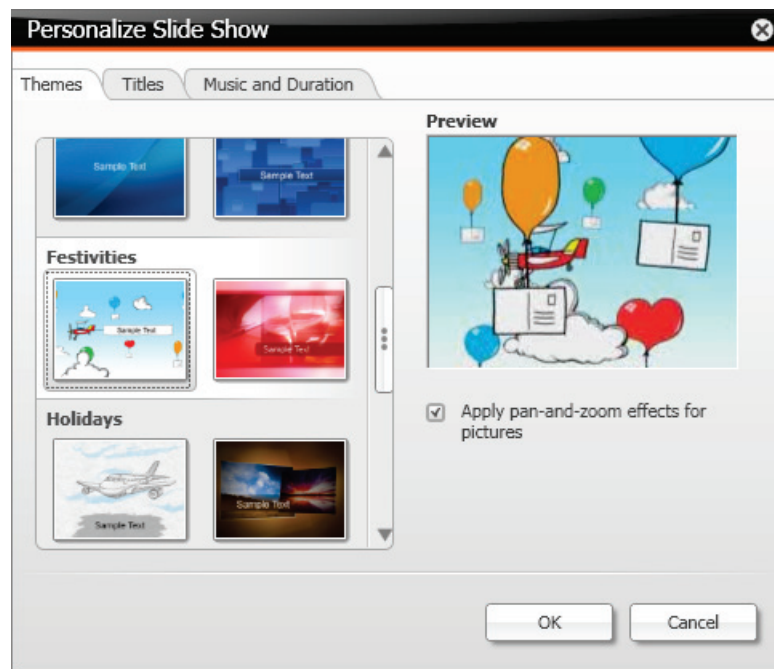 Personalize Slide Show
Themes
Titles
Music and Duration
Sample Text
Sample Text
Festivities
Sample Text
Sample Text
Holidays
Sample Text
Sample Text
Preview
Apply pan-and-zoom effects for
pictures
OK
Cancel